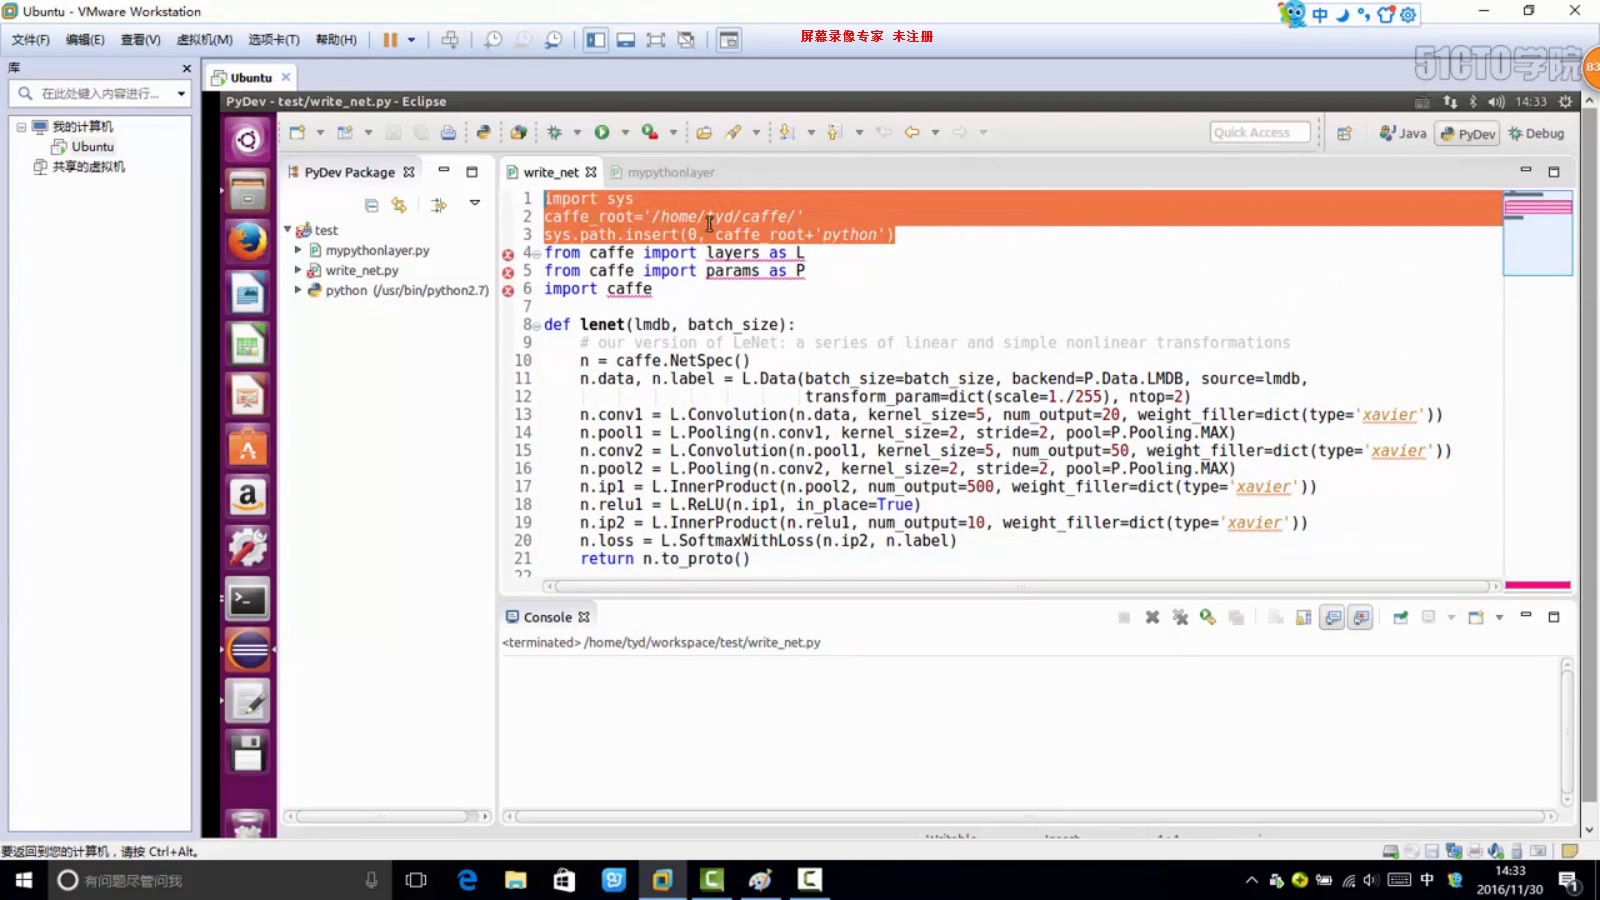 Ubuntu - VMware Workstation
中
文件(F) 编辑(E) 查看(V) 虚拟机(M) 选项卡(T) 帮助(H)
屏幕录像专家 未注册
51CTO学院
83
库
Ubuntu
在此处键入内容进行...
我的计算机
Ubuntu
共享的虚拟机
PyDev - test/write_net.py - Eclipse
14:33
Quick Access
Java
PyDev
Debug
PyDev Package
write_net
mypythonlayer
test
mypythonlayer.py
write_net.py
python (/usr/bin/python2.7)
1 import sys
2 caffe_root='/home/tyd/caffe/'
3 sys.path.insert(0, caffe_root+'python')
4 from caffe import layers as L
5 from caffe import params as P
6 import caffe
7
8 def lenet(lmdb, batch_size):
9 # our version of LeNet: a series of linear and simple nonlinear transformations
10 n = caffe.NetSpec()
11 n.data, n.label = L.Data(batch_size=batch_size, backend=P.Data.LMDB, source=lmdb,
12 transform_param=dict(scale=1./255), ntop=2)
13 n.conv1 = L.Convolution(n.data, kernel_size=5, num_output=20, weight_filler=dict(type='xavier'))
14 n.pool1 = L.Pooling(n.conv1, kernel_size=2, stride=2, pool=P.Pooling.MAX)
15 n.conv2 = L.Convolution(n.pool1, kernel_size=5, num_output=50, weight_filler=dict(type='xavier'))
16 n.pool2 = L.Pooling(n.conv2, kernel_size=2, stride=2, pool=P.Pooling.MAX)
17 n.ip1 = L.InnerProduct(n.pool2, num_output=500, weight_filler=dict(type='xavier'))
18 n.relu1 = L.ReLU(n.ip1, in_place=True)
19 n.ip2 = L.InnerProduct(n.relu1, num_output=10, weight_filler=dict(type='xavier'))
20 n.loss = L.SoftmaxWithLoss(n.ip2, n.label)
21 return n.to_proto()
22
Console
<terminated> /home/tyd/workspace/test/write_net.py
要返回到您的计算机，请按 Ctrl+Alt。
有问题尽管问我
中
14:33
2016/11/30
1